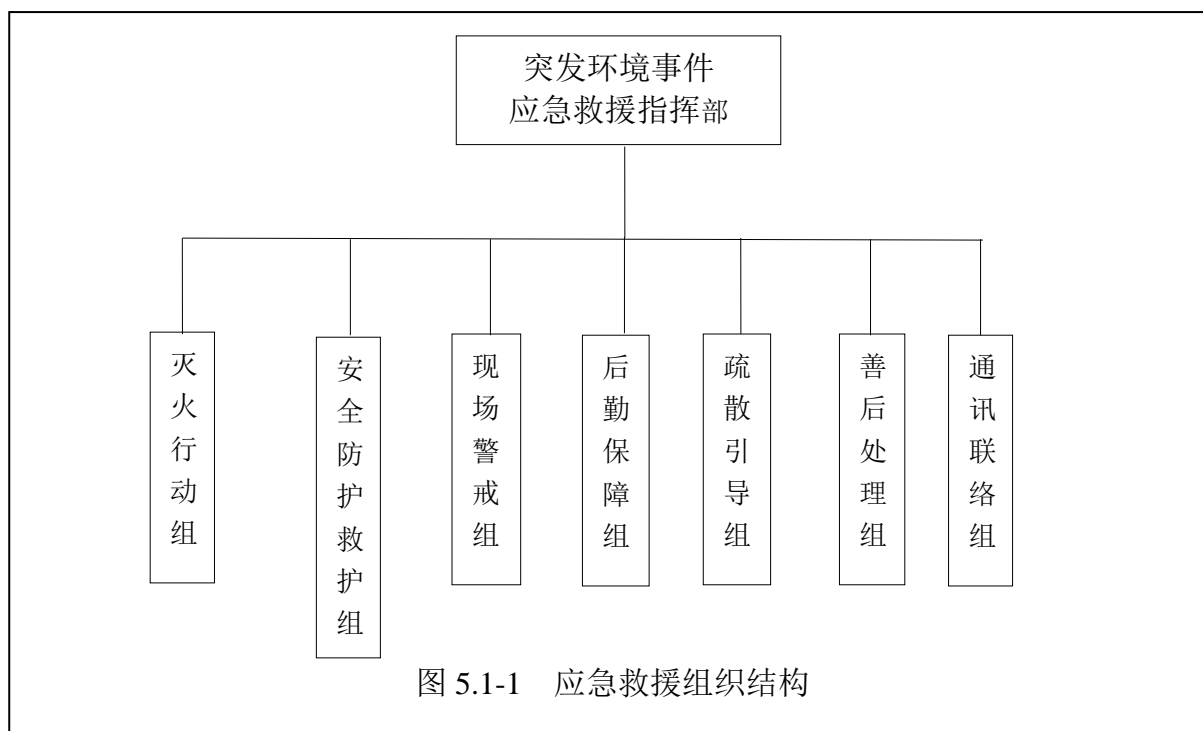 突发环境事件
应急救援指挥部
灭火行动组
安全防护救护组
现场警戒组
后勤保障组
疏散引导组
善后处理组
通讯联络组
图 5.1-1 应急救援组织结构